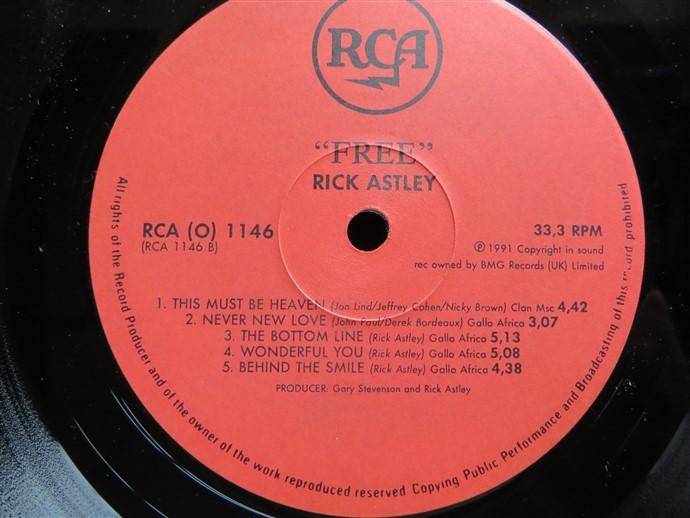 RCA
"FREE"
RICK ASTLEY
RCA (O) 1146
(RCA 1146 B)
33,3 RPM
℗ 1991 Copyright in sound
rec owned by BMG Records (UK) Limited
1. THIS MUST BE HEAVEN (Jon Lind/Jeffrey Cohen/Nicky Brown) Clan Msc 4,42
2. NEVER NEW LOVE (John Paul/Derek Bordeaux) Gallo Africa 3,07
3. THE BOTTOM LINE (Rick Astley) Gallo Africa 5,13
4. WONDERFUL YOU (Rick Astley) Gallo Africa 5,08
5. BEHIND THE SMILE (Rick Astley) Gallo Africa 4,38
PRODUCER: Gary Stevenson and Rick Astley
All rights of the Record Producer and of the owner of the work reproduced reserved Copying Public Performance and Broadcasting of this record prohibited